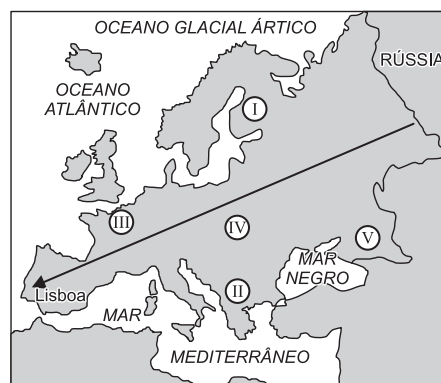 OCEANO GLACIAL ÁRTICO
RÚSSIA
OCEANO
ATLÂNTICO
I
III
IV
V
II
MAR
NEGRO
Lisboa
MAR
MEDITERRÂNEO